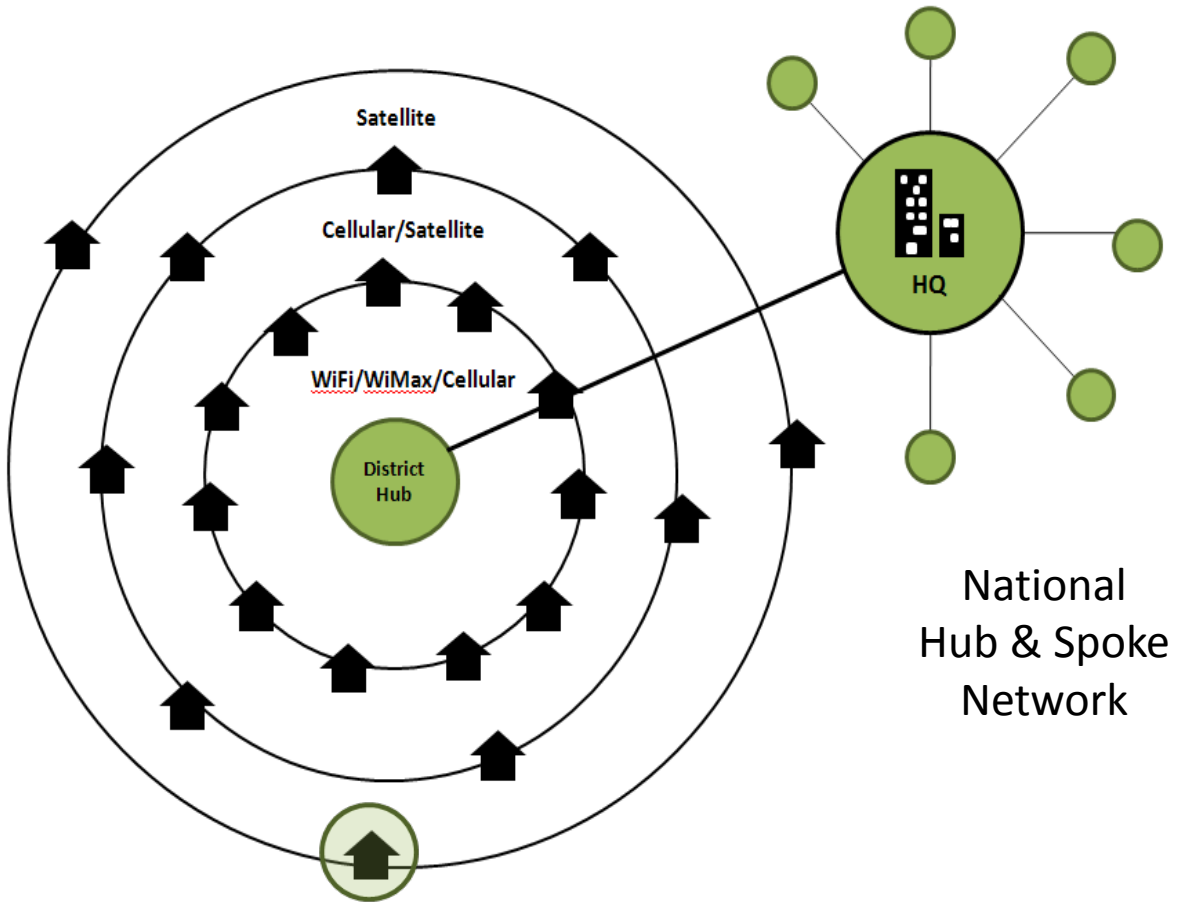 Satellite
Cellular/Satellite
WiFi/WiMax/Cellular
District
Hub
HQ
National
Hub & Spoke
Network